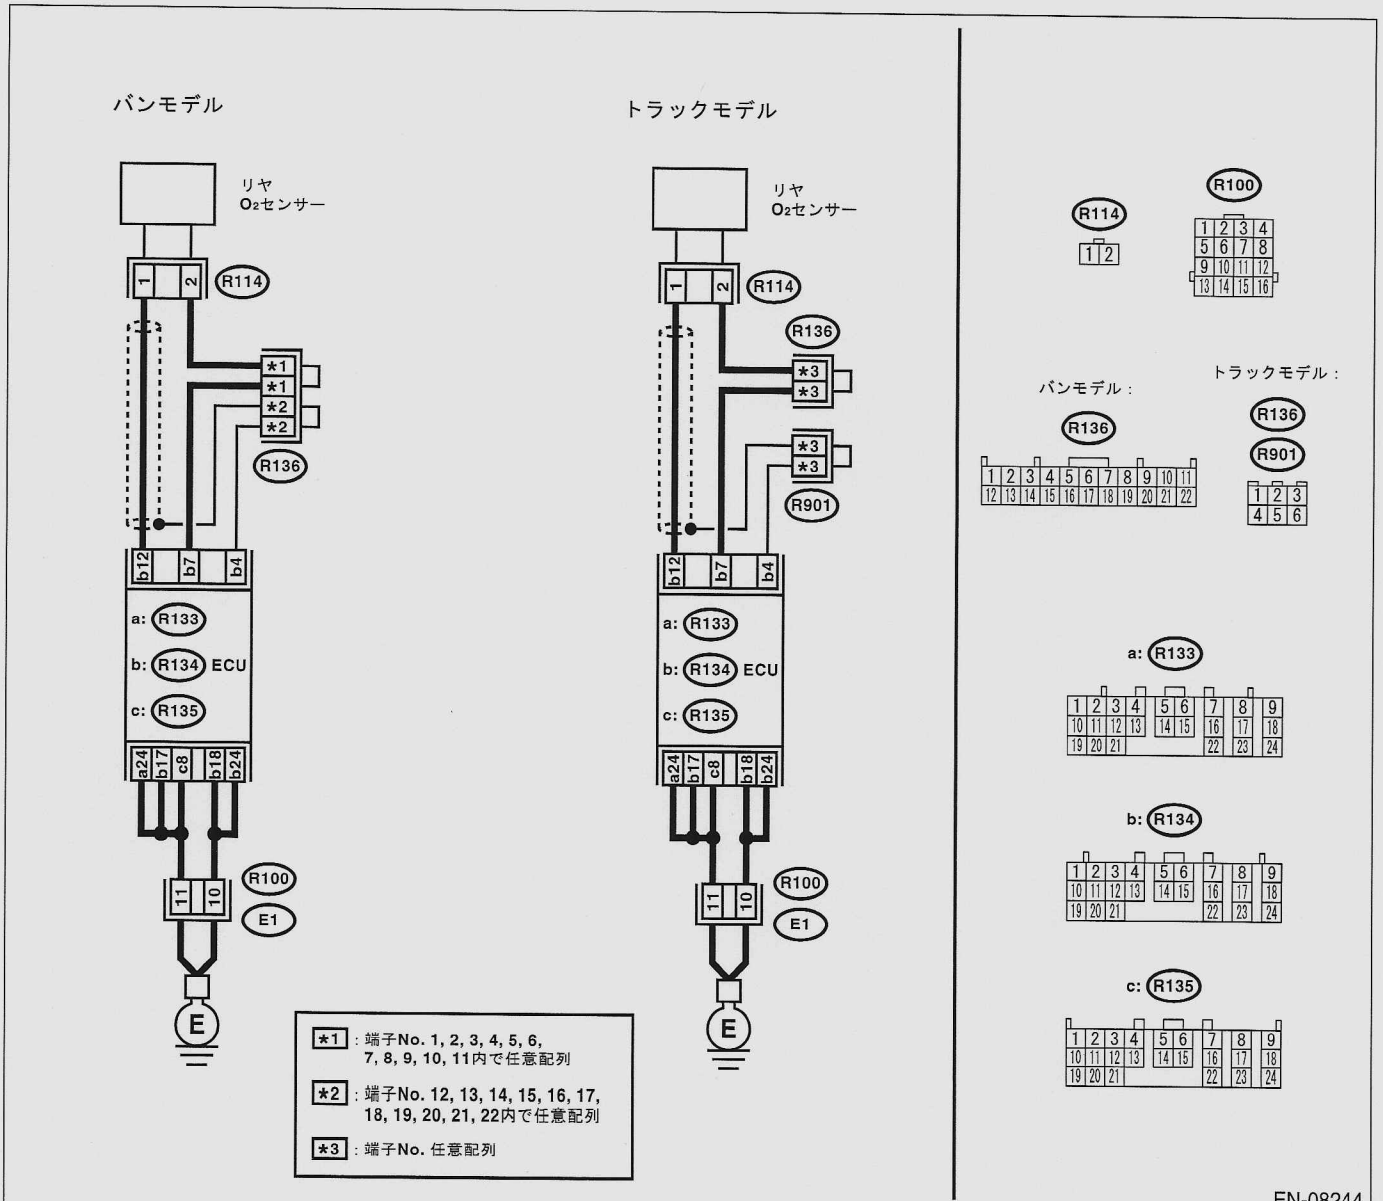 バンモデル
リヤ
O2センサー
1 2
R114
*1
*1
*2
*2
R136
b12 b7 b4
a: R133
b: R134 ECU
c: R135
a24 b17 c8 b18 b24
R100
11 10
E1
E
トラックモデル
リヤ
O2センサー
1 2
R114
R136
*3
*3
*3
*3
R901
b12 b7 b4
a: R133
b: R134 ECU
c: R135
a24 b17 c8 b18 b24
R100
11 10
E1
E
*1 : 端子No. 1, 2, 3, 4, 5, 6,
7, 8, 9, 10, 11内で任意配列
*2 : 端子No. 12, 13, 14, 15, 16, 17,
18, 19, 20, 21, 22内で任意配列
*3 : 端子No. 任意配列
R114
1 2
R100
1 2 3 4
5 6 7 8
9 10 11 12
13 14 15 16
バンモデル :
R136
1 2 3 4 5 6 7 8 9 10 11
12 13 14 15 16 17 18 19 20 21 22
トラックモデル :
R136
R901
1 2 3
4 5 6
a: R133
1 2 3 4 5 6 7 8 9
10 11 12 13 14 15 16 17 18
19 20 21 22 23 24
b: R134
1 2 3 4 5 6 7 8 9
10 11 12 13 14 15 16 17 18
19 20 21 22 23 24
c: R135
1 2 3 4 5 6 7 8 9
10 11 12 13 14 15 16 17 18
19 20 21 22 23 24
EN-08244